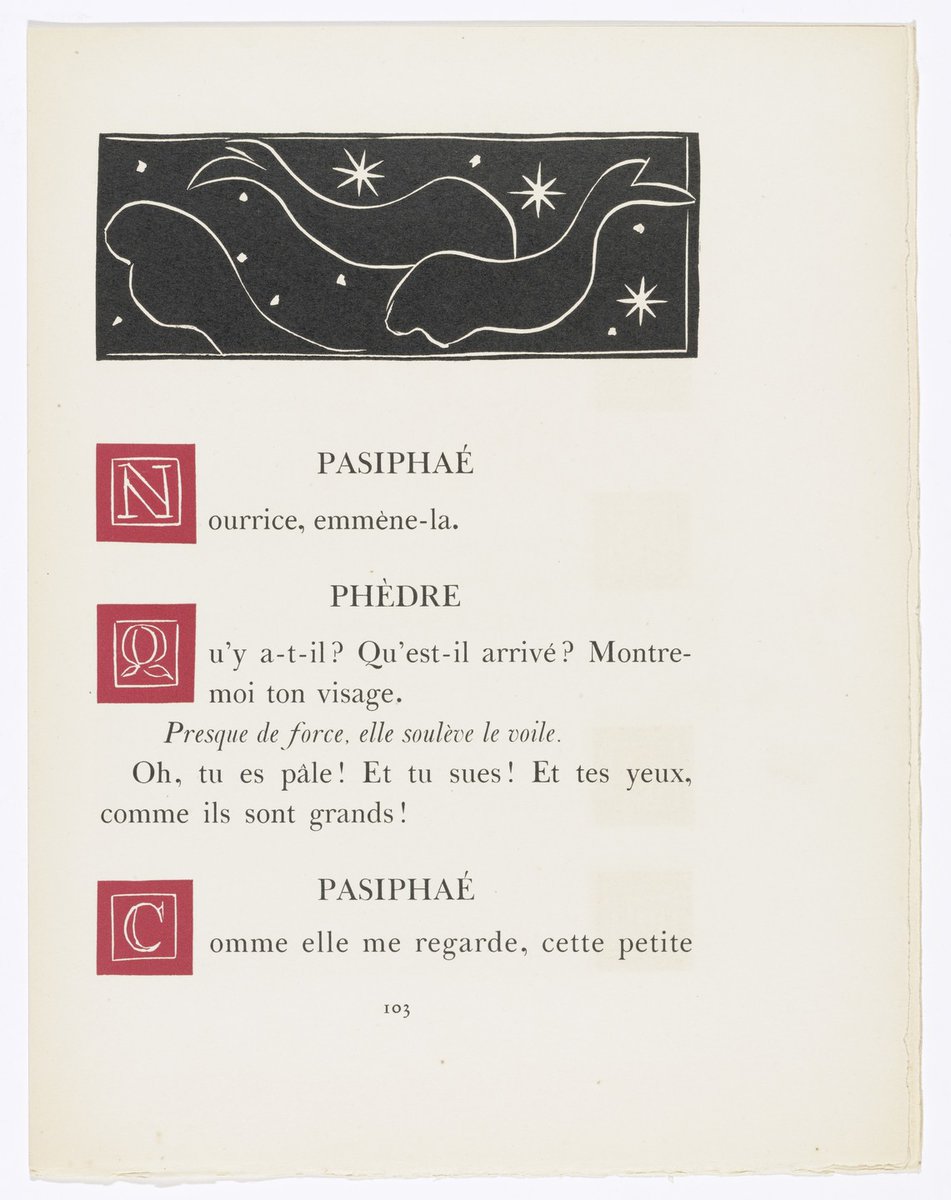 PASIPHAÉ
Nourrice, emmène-la.
PHÈDRE
Qu'y a-t-il? Qu'est-il arrivé? Montre-
moi ton visage.
Presque de force, elle soulève le voile.
Oh, tu es pâle! Et tu sues! Et tes yeux,
comme ils sont grands!
PASIPHAÉ
Comme elle me regarde, cette petite
103